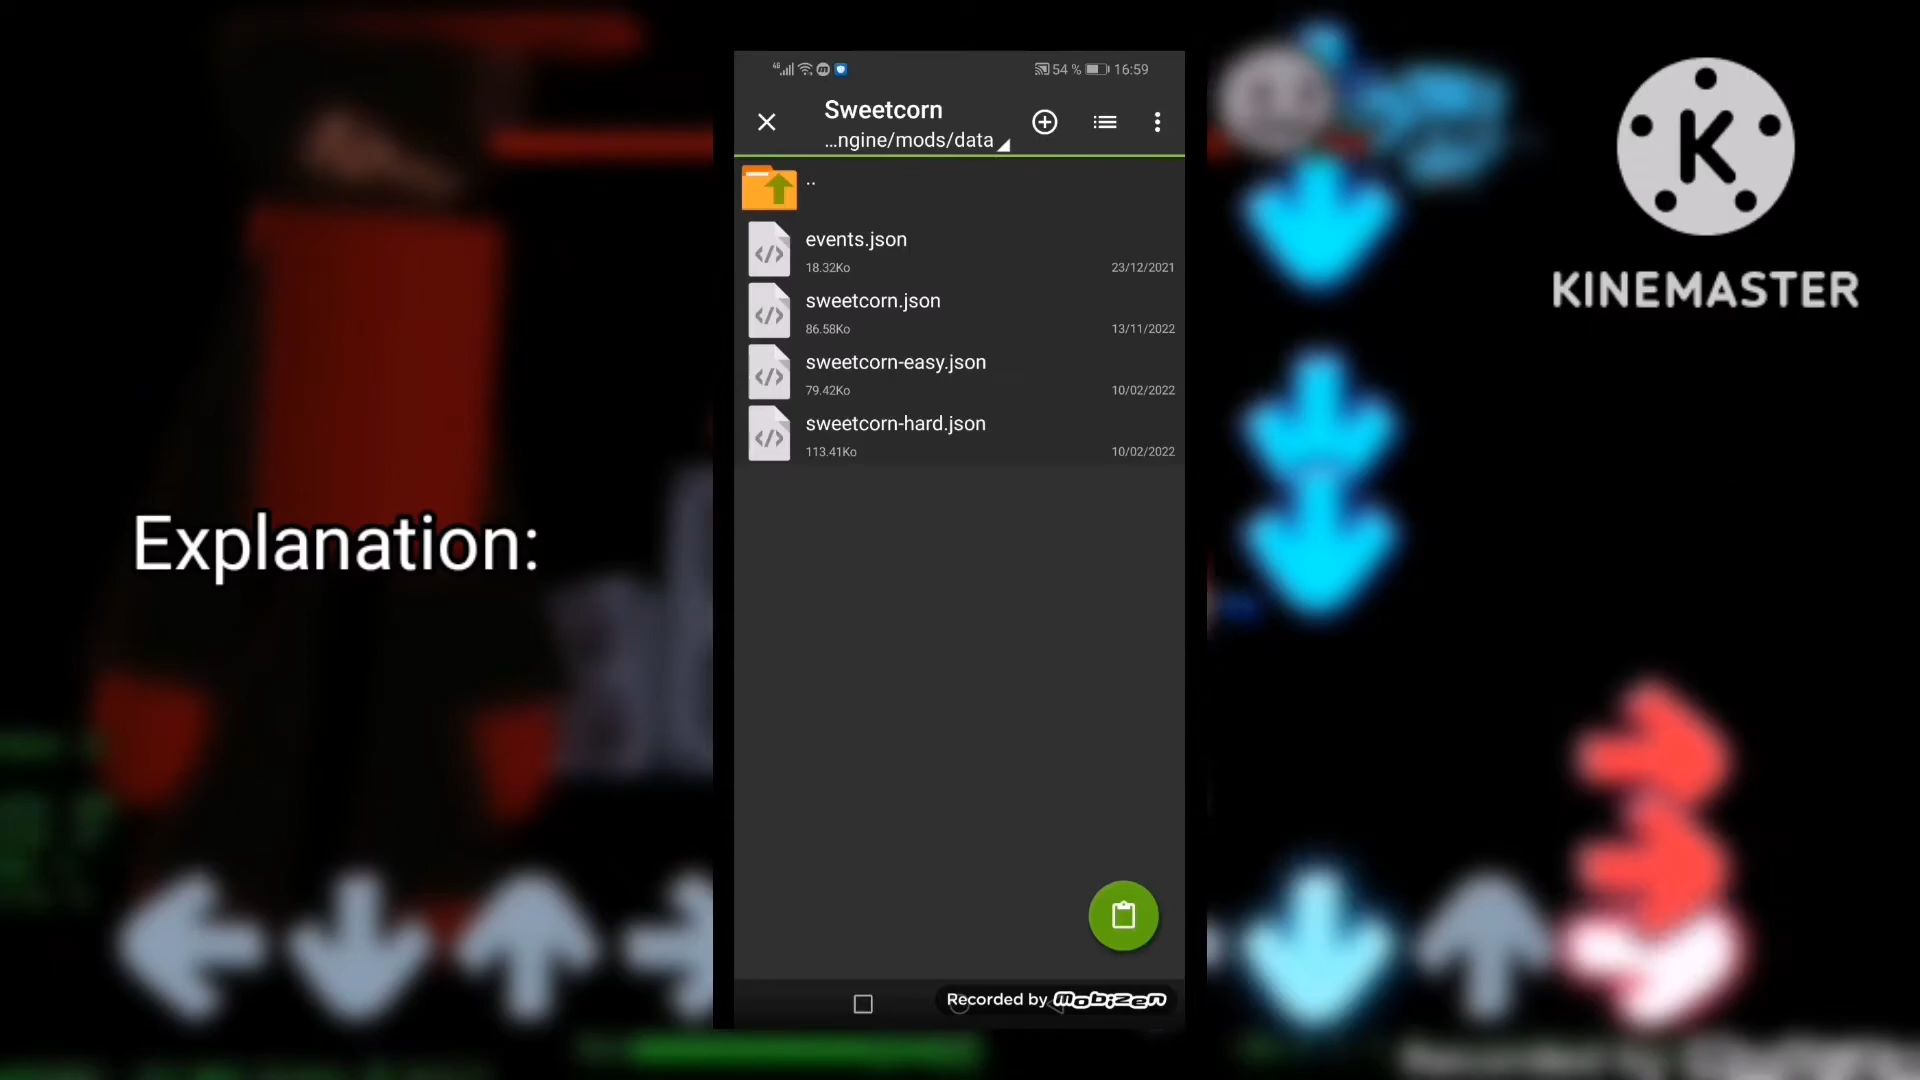 4G
54 %
16:59
Sweetcorn
...ngine/mods/data
..
events.json
18.32Ko
23/12/2021
sweetcorn.json
86.58Ko
13/11/2022
sweetcorn-easy.json
79.42Ko
10/02/2022
sweetcorn-hard.json
113.41Ko
10/02/2022
Explanation:
K
KINEMASTER
Recorded by mobizen